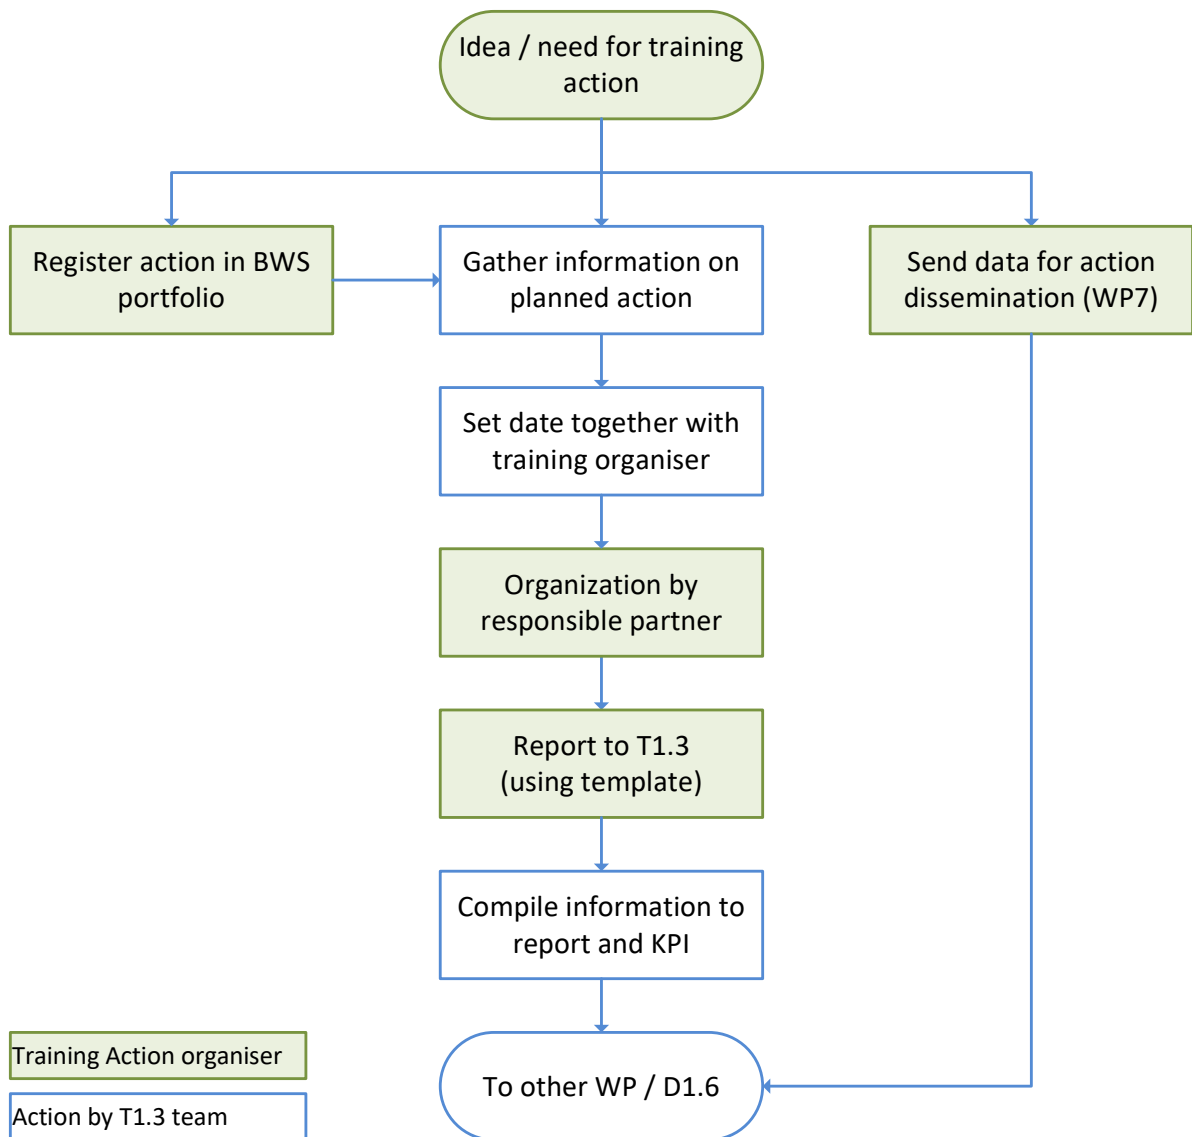 Idea / need for training
action
Register action in BWS
portfolio
Gather information on
planned action
Send data for action
dissemination (WP7)
Set date together with
training organiser
Organization by
responsible partner
Report to T1.3
(using template)
Compile information to
report and KPI
To other WP / D1.6
Training Action organiser
Action by T1.3 team